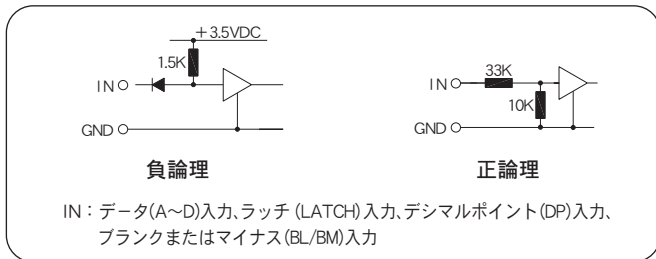 +3.5VDC
1.5K
IN
GND
負論理
33K
IN
10K
GND
正論理
IN：データ(A～D)入力、ラッチ(LATCH)入力、デシマルポイント(DP)入力、
ブランクまたはマイナス(BL/BM)入力